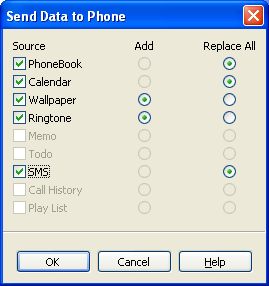 Send Data to Phone
Source Add Replace All
PhoneBook
Calendar
Wallpaper
Ringtone
Memo
Todo
SMS
Call History
Play List
OK Cancel Help